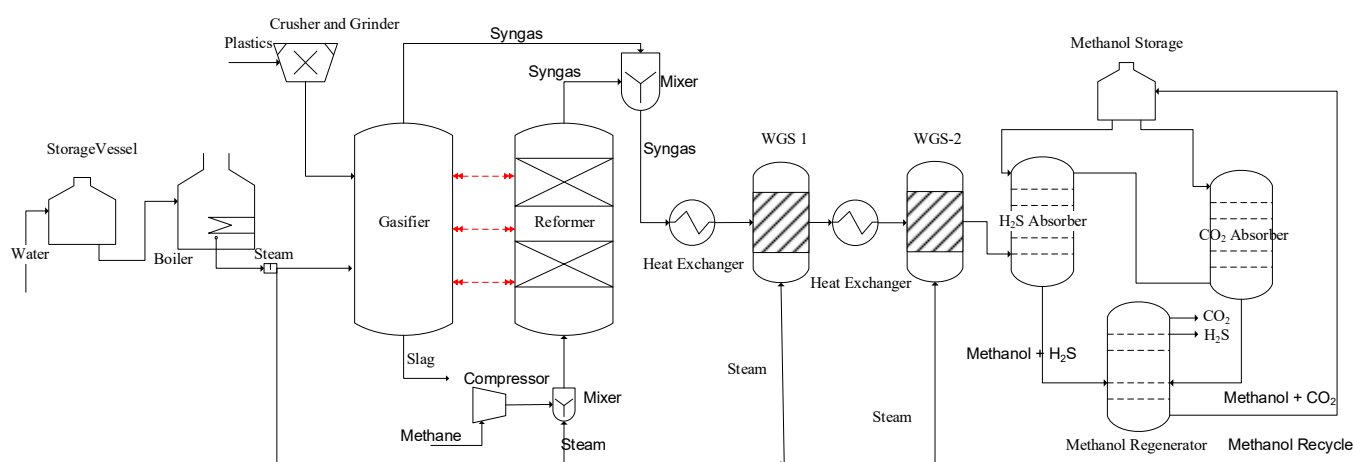 Crusher and Grinder
Plastics
Syngas
Syngas
Mixer
Methanol Storage
StorageVessel
Syngas
WGS 1
WGS-2
Gasifier
Reformer
H₂S Absorber
CO₂ Absorber
Water
Boiler
Steam
Heat Exchanger
Heat Exchanger
CO₂
H₂S
Slag
Methanol + H₂S
Compressor
Steam
Mixer
Methanol + CO₂
Steam
Methane
Steam
Methanol Regenerator
Methanol Recycle